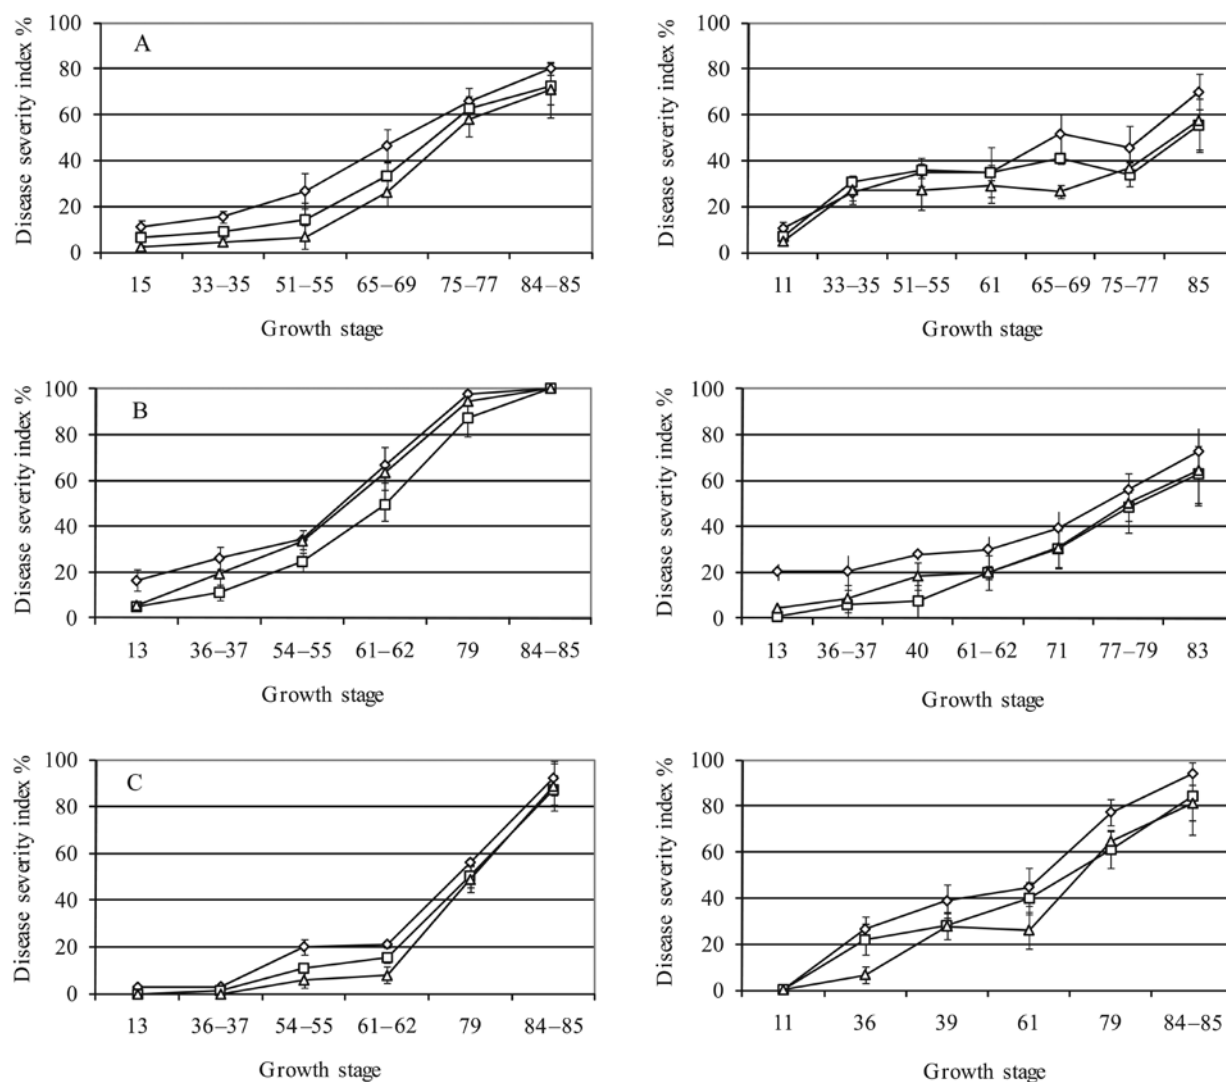 Disease severity index %
100
80
60
40
20
0
A
15 33–35 51–55 65–69 75–77 84–85
Growth stage
Disease severity index %
100
80
60
40
20
0
11 33–35 51–55 61 65–69 75–77 85
Growth stage
Disease severity index %
100
80
60
40
20
0
B
13 36–37 54–55 61–62 79 84–85
Growth stage
Disease severity index %
100
80
60
40
20
0
13 36–37 40 61–62 71 77–79 83
Growth stage
Disease severity index %
100
80
60
40
20
0
C
13 36–37 54–55 61–62 79 84–85
Growth stage
Disease severity index %
100
80
60
40
20
0
11 36 39 61 79 84–85
Growth stage